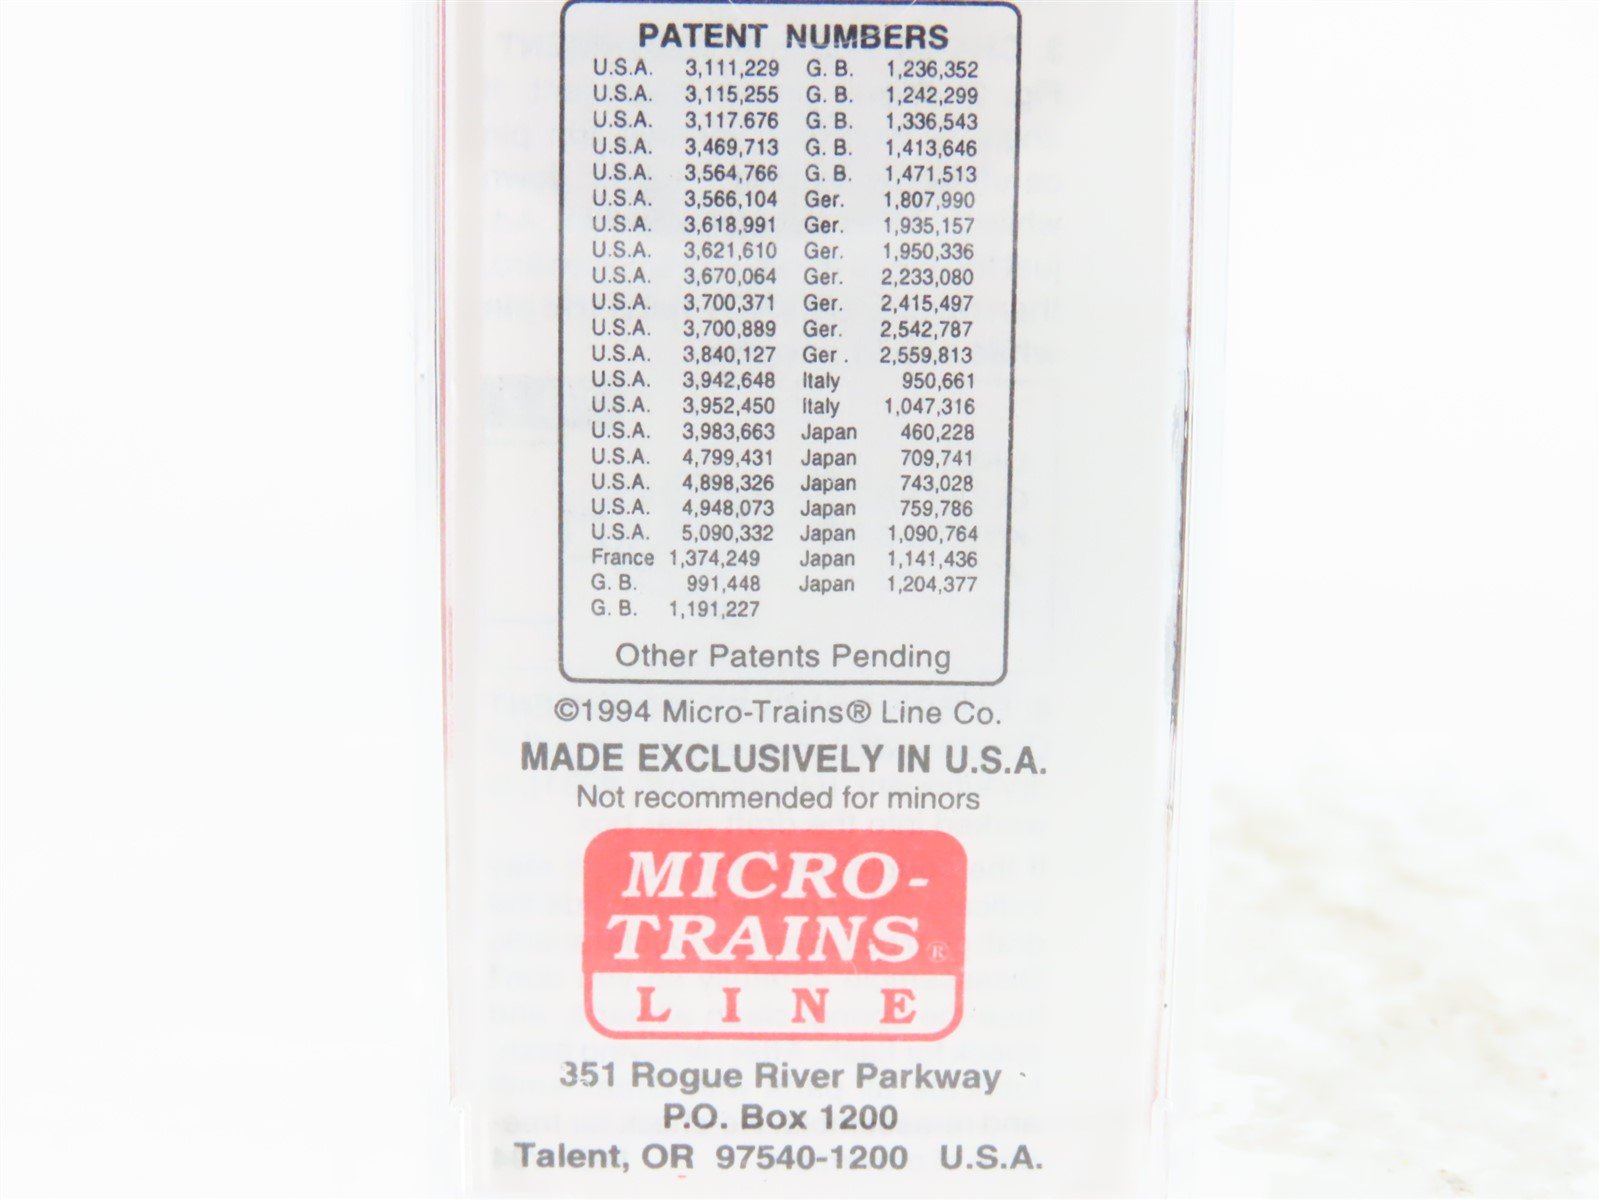 PATENT NUMBERS
U.S.A. 3,111,229 G. B. 1,236,352
U.S.A. 3,115,255 G. B. 1,242,299
U.S.A. 3,117.676 G. B. 1,336,543
U.S.A. 3,469,713 G. B. 1,413,646
U.S.A. 3,564,766 G. B. 1,471,513
U.S.A. 3,566,104 Ger. 1,807,990
U.S.A. 3,618,991 Ger. 1,935,157
U.S.A. 3,621,610 Ger. 1,950,336
U.S.A. 3,670,064 Ger. 2,233,080
U.S.A. 3,700,371 Ger. 2,415,497
U.S.A. 3,700,889 Ger. 2,542,787
U.S.A. 3,840,127 Ger . 2,559,813
U.S.A. 3,942,648 Italy 950,661
U.S.A. 3,952,450 Italy 1,047,316
U.S.A. 3,983,663 Japan 460,228
U.S.A. 4,799,431 Japan 709,741
U.S.A. 4,898,326 Japan 743,028
U.S.A. 4,948,073 Japan 759,786
U.S.A. 5,090,332 Japan 1,090,764
France 1,374,249 Japan 1,141,436
G. B. 991,448 Japan 1,204,377
G. B. 1,191,227
Other Patents Pending
©1994 Micro-Trains® Line Co.
MADE EXCLUSIVELY IN U.S.A.
Not recommended for minors
MICRO-
TRAINS®
LINE
351 Rogue River Parkway
P.O. Box 1200
Talent, OR 97540-1200 U.S.A.